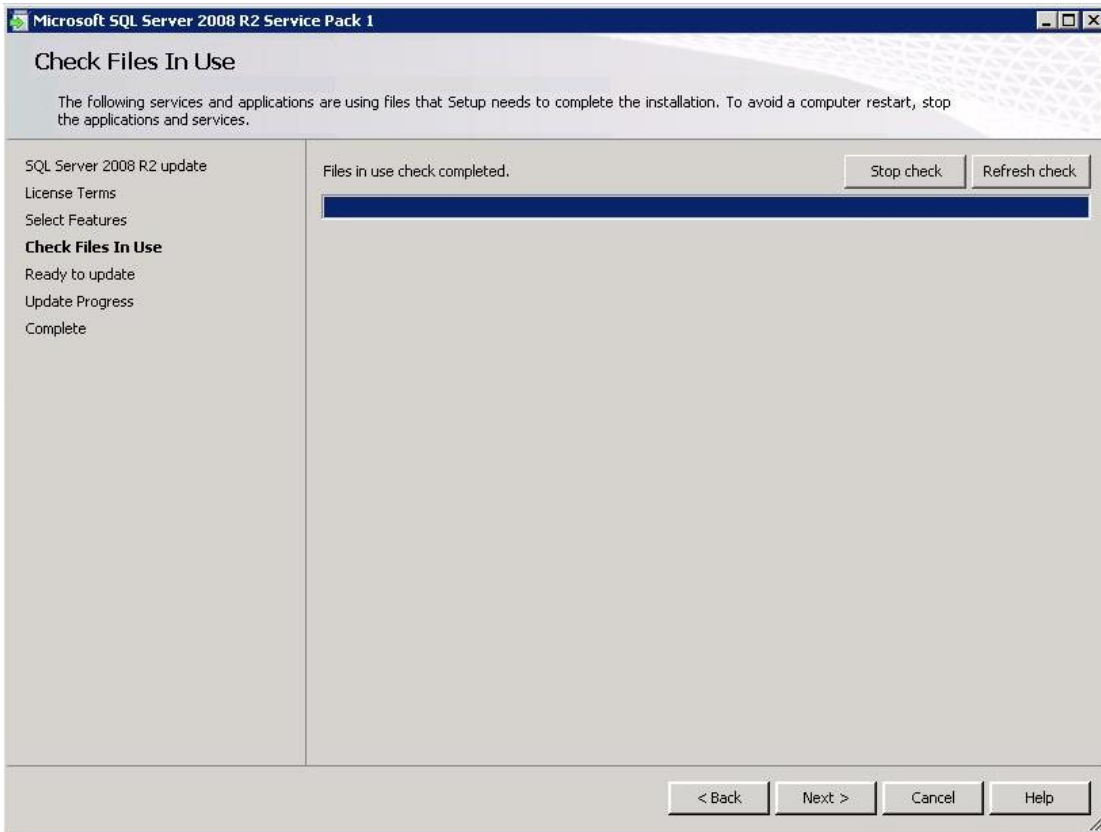 Microsoft SQL Server 2008 R2 Service Pack 1
Check Files In Use
The following services and applications are using files that Setup needs to complete the installation. To avoid a computer restart, stop
the applications and services.
SQL Server 2008 R2 update
License Terms
Select Features
Check Files In Use
Ready to update
Update Progress
Complete
Files in use check completed.
Stop check
Refresh check
< Back
Next >
Cancel
Help